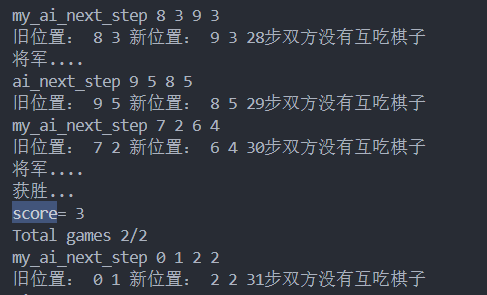 my_ai_next_step 8 3 9 3
旧位置： 8 3 新位置： 9 3 28步双方没有互吃棋子
将军....
ai_next_step 9 5 8 5
旧位置： 9 5 新位置： 8 5 29步双方没有互吃棋子
my_ai_next_step 7 2 6 4
旧位置： 7 2 新位置： 6 4 30步双方没有互吃棋子
将军....
获胜...
score= 3
Total games 2/2
my_ai_next_step 0 1 2 2
旧位置： 0 1 新位置： 2 2 31步双方没有互吃棋子